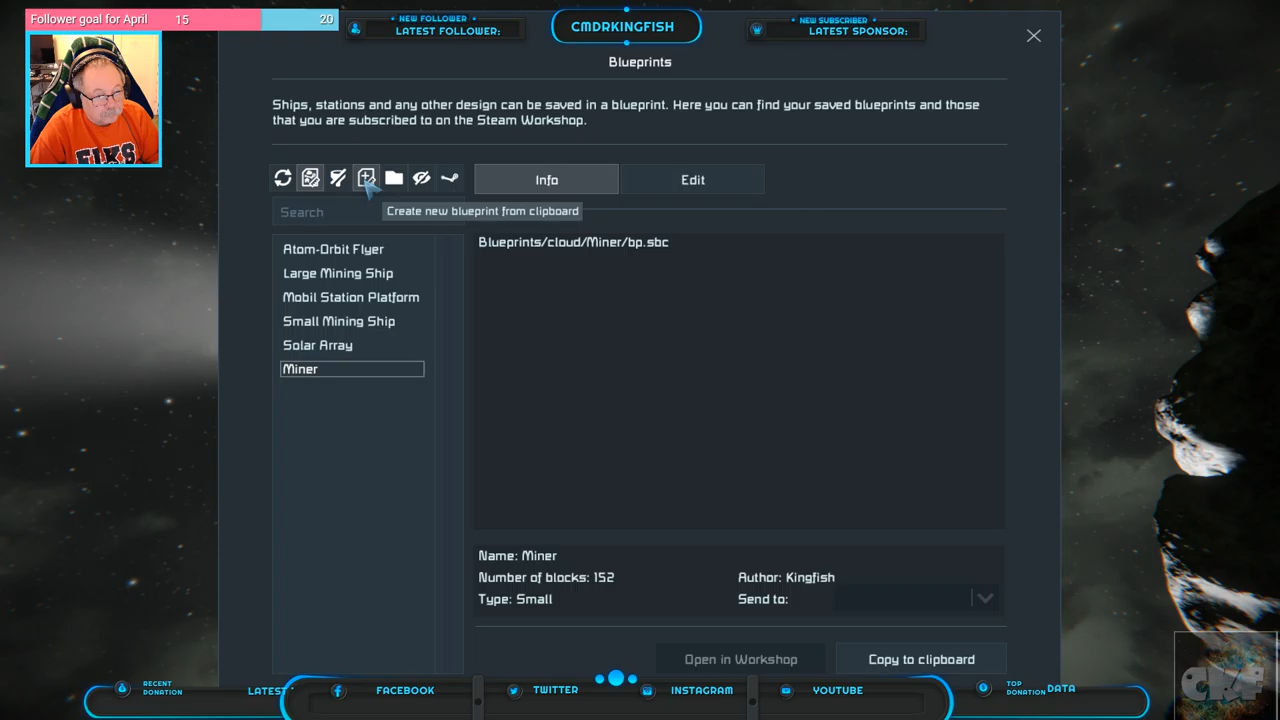 Follower goal for April 15 20
NEW FOLLOWER
LATEST FOLLOWER:
CMDRKINGFISH
NEW SUBSCRIBER
LATEST SPONSOR:
Blueprints
Ships, stations and any other design can be saved in a blueprint. Here you can find your saved blueprints and those
that you are subscribed to on the Steam Workshop.
Info
Edit
Search
Create new blueprint from clipboard
Atom-Orbit Flyer
Large Mining Ship
Mobil Station Platform
Small Mining Ship
Solar Array
Miner
Blueprints/cloud/Miner/bp.sbc
Name: Miner
Number of blocks: 152
Author: Kingfish
Type: Small
Send to:
Open in Workshop
Copy to clipboard
ELKS
RECENT
DONATION
LATEST
FACEBOOK
TWITTER
INSTAGRAM
YOUTUBE
TOP
DONATION
DATA
CKF